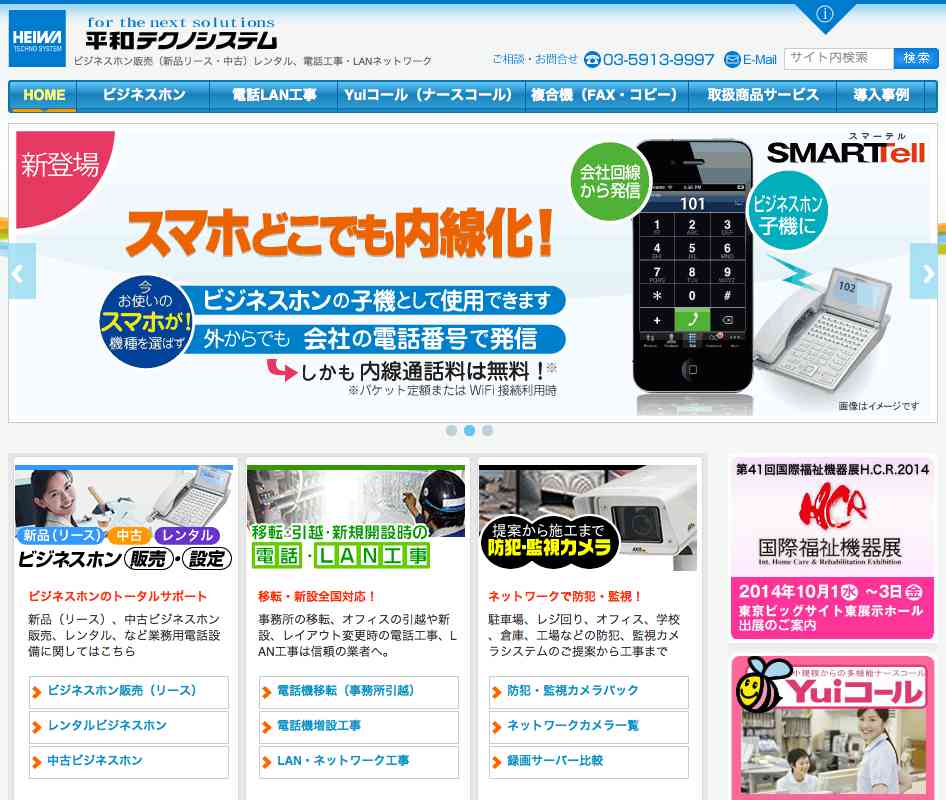 HEIWA
TECHNO SYSTEM
for the next solutions
平和テクノシステム
ビジネスホン販売（新品リース・中古）レンタル、電話工事・LANネットワーク
ご相談・お問合せ 03-5913-9997 E-Mail
サイト内検索 検索
HOME ビジネスホン 電話LAN工事 Yuiコール（ナースコール） 複合機（FAX・コピー） 取扱商品サービス 導入事例
新登場
スマホどこでも内線化!
今
お使いの
スマホが!
機種を選ばず
ビジネスホンの子機として使用できます
外からでも 会社の電話番号で発信
しかも内線通話料は無料！※
※パケット定額または WiFi 接続利用時
会社回線
から発信
スマーテル
SMARTell
ビジネスホン
子機に
101
1 2 3
4 5 6
7 8 9
* 0 #
+
102
画像はイメージです
新品（リース） 中古 レンタル
ビジネスホン 販売・設定
ビジネスホンのトータルサポート
新品（リース）、中古ビジネスホン
販売、レンタル、など業務用電話設
備に関してはこちら
ビジネスホン販売（リース）
レンタルビジネスホン
中古ビジネスホン
移転・引越・新規開設時の
電話・LAN工事
移転・新設全国対応！
事務所の移転、オフィスの引越や新
設、レイアウト変更時の電話工事、L
AN工事は信頼の業者へ。
電話機移転（事務所引越）
電話機増設工事
LAN・ネットワーク工事
提案から施工まで
防犯・監視カメラ
AXIS
ネットワークで防犯・監視！
駐車場、レジ回り、オフィス、学校
、倉庫、工場などの防犯、監視カメ
ラシステムのご提案から工事まで
防犯・監視カメラパック
ネットワークカメラ一覧
録画サーバー比較
第41回国際福祉機器展H.C.R.2014
HCR
国際福祉機器展
Int. Home Care & Rehabilitation Exhibition
2014年10月1水 ～3日金
東京ビッグサイト東展示ホール
出展のご案内
小規模からの多機能ナースコール
Yuiコール